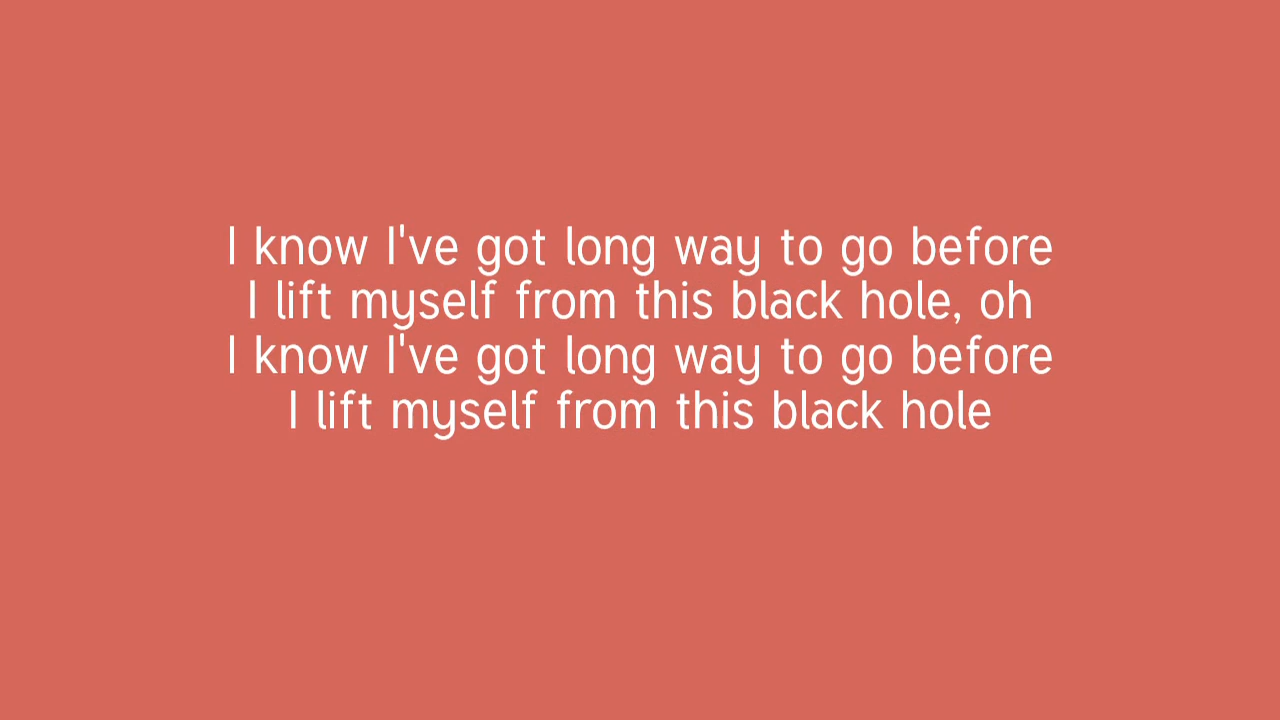 I know I've got long way to go before
I lift myself from this black hole, oh
I know I've got long way to go before
I lift myself from this black hole